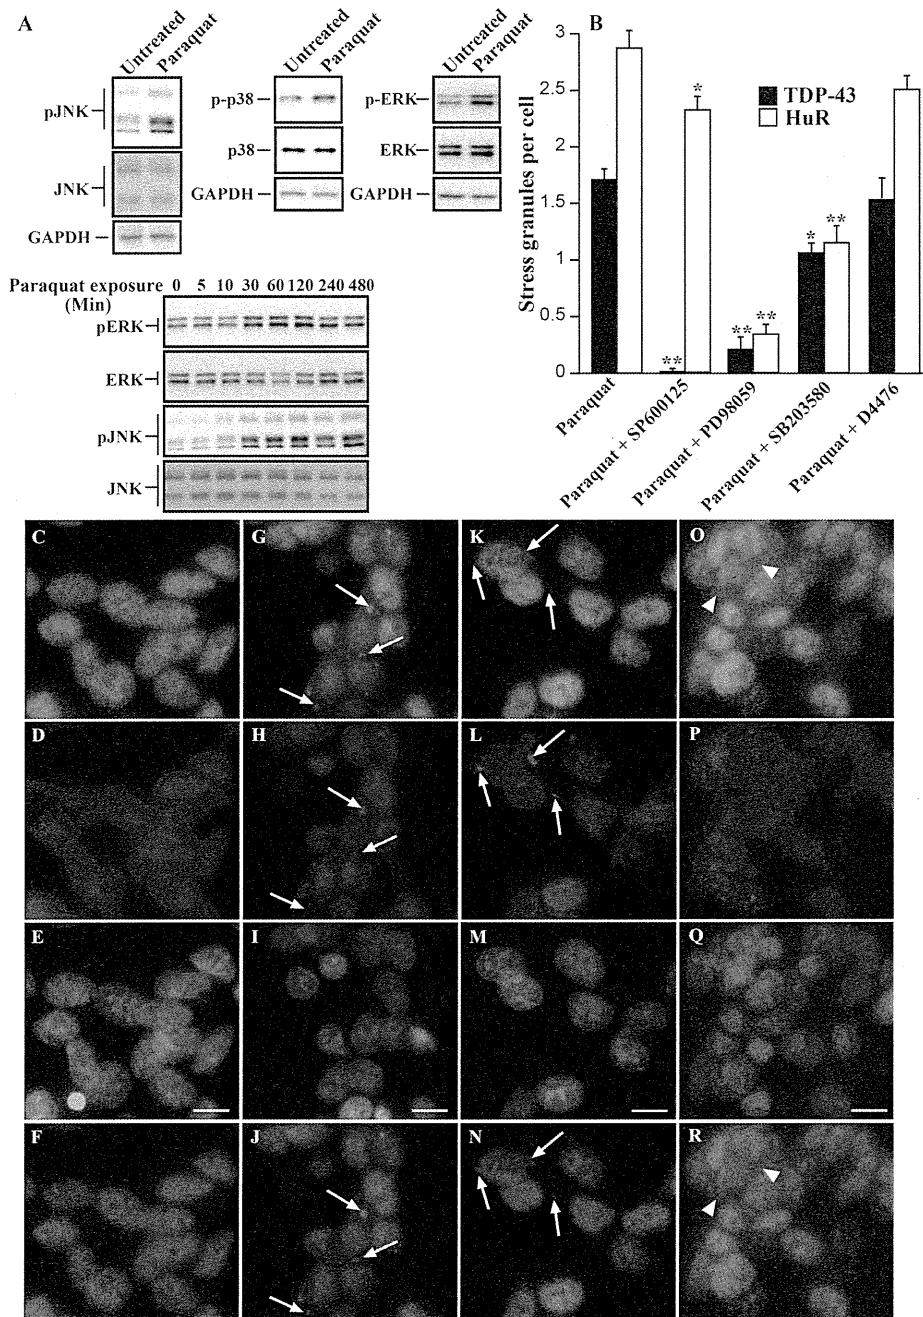 A
Untreated
Paraquat
pJNK
JNK
GAPDH
Untreated
Paraquat
p-p38
p38
GAPDH
Untreated
Paraquat
p-ERK
ERK
GAPDH
Paraquat exposure
(Min)
0 5 10 30 60 120 240 480
pERK
ERK
pJNK
JNK
B
Stress granules per cell
3
2.5
2
1.5
1
0.5
0
TDP-43
HuR
*
**
**
**
*
**
Paraquat
Paraquat + SP600125
Paraquat + PD98059
Paraquat + SB203580
Paraquat + D4476
C
G
K
O
D
H
L
P
E
I
M
Q
F
J
N
R